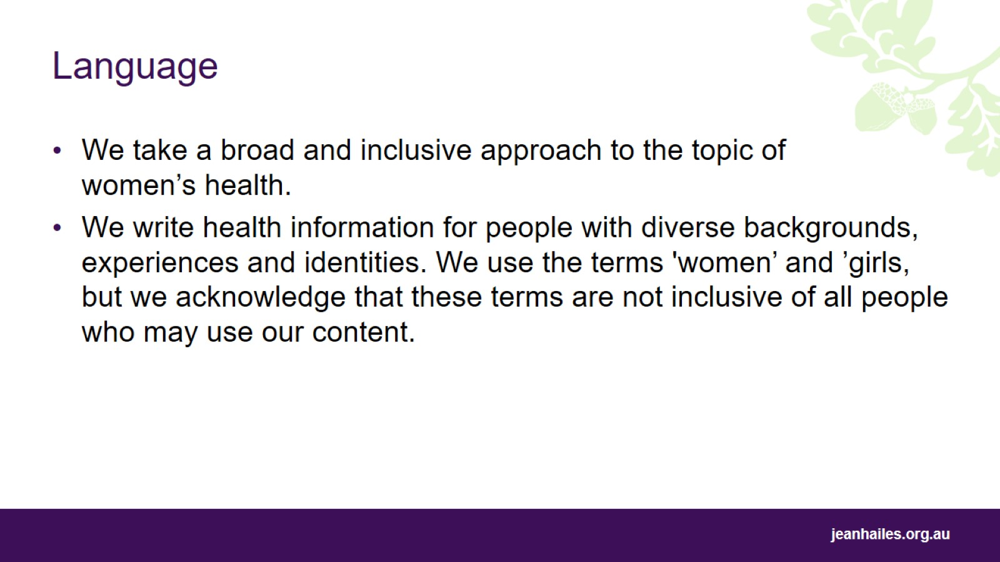 Language
• We take a broad and inclusive approach to the topic of
women’s health.
• We write health information for people with diverse backgrounds,
experiences and identities. We use the terms 'women’ and ’girls,
but we acknowledge that these terms are not inclusive of all people
who may use our content.
jeanhailes.org.au